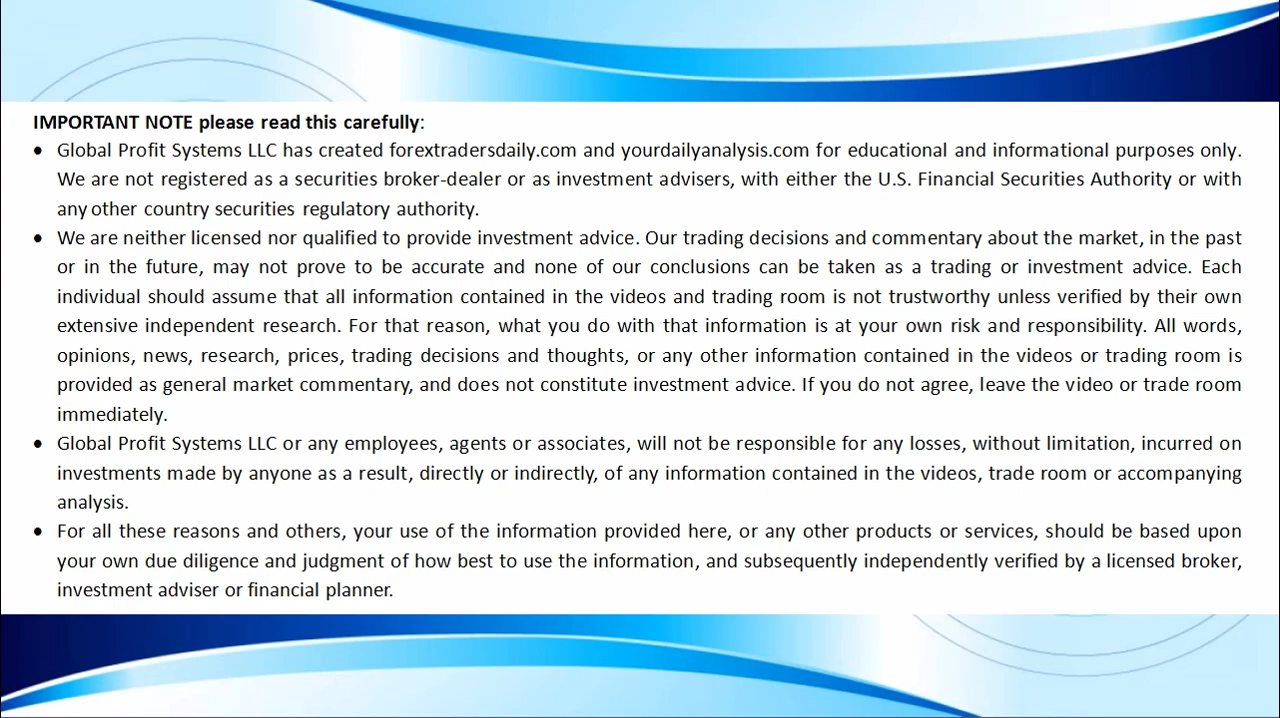 IMPORTANT NOTE please read this carefully:
• Global Profit Systems LLC has created forextradersdaily.com and yourdailyanalysis.com for educational and informational purposes only.
We are not registered as a securities broker-dealer or as investment advisers, with either the U.S. Financial Securities Authority or with
any other country securities regulatory authority.
• We are neither licensed nor qualified to provide investment advice. Our trading decisions and commentary about the market, in the past
or in the future, may not prove to be accurate and none of our conclusions can be taken as a trading or investment advice. Each
individual should assume that all information contained in the videos and trading room is not trustworthy unless verified by their own
extensive independent research. For that reason, what you do with that information is at your own risk and responsibility. All words,
opinions, news, research, prices, trading decisions and thoughts, or any other information contained in the videos or trading room is
provided as general market commentary, and does not constitute investment advice. If you do not agree, leave the video or trade room
immediately.
• Global Profit Systems LLC or any employees, agents or associates, will not be responsible for any losses, without limitation, incurred on
investments made by anyone as a result, directly or indirectly, of any information contained in the videos, trade room or accompanying
analysis.
• For all these reasons and others, your use of the information provided here, or any other products or services, should be based upon
your own due diligence and judgment of how best to use the information, and subsequently independently verified by a licensed broker,
investment adviser or financial planner.